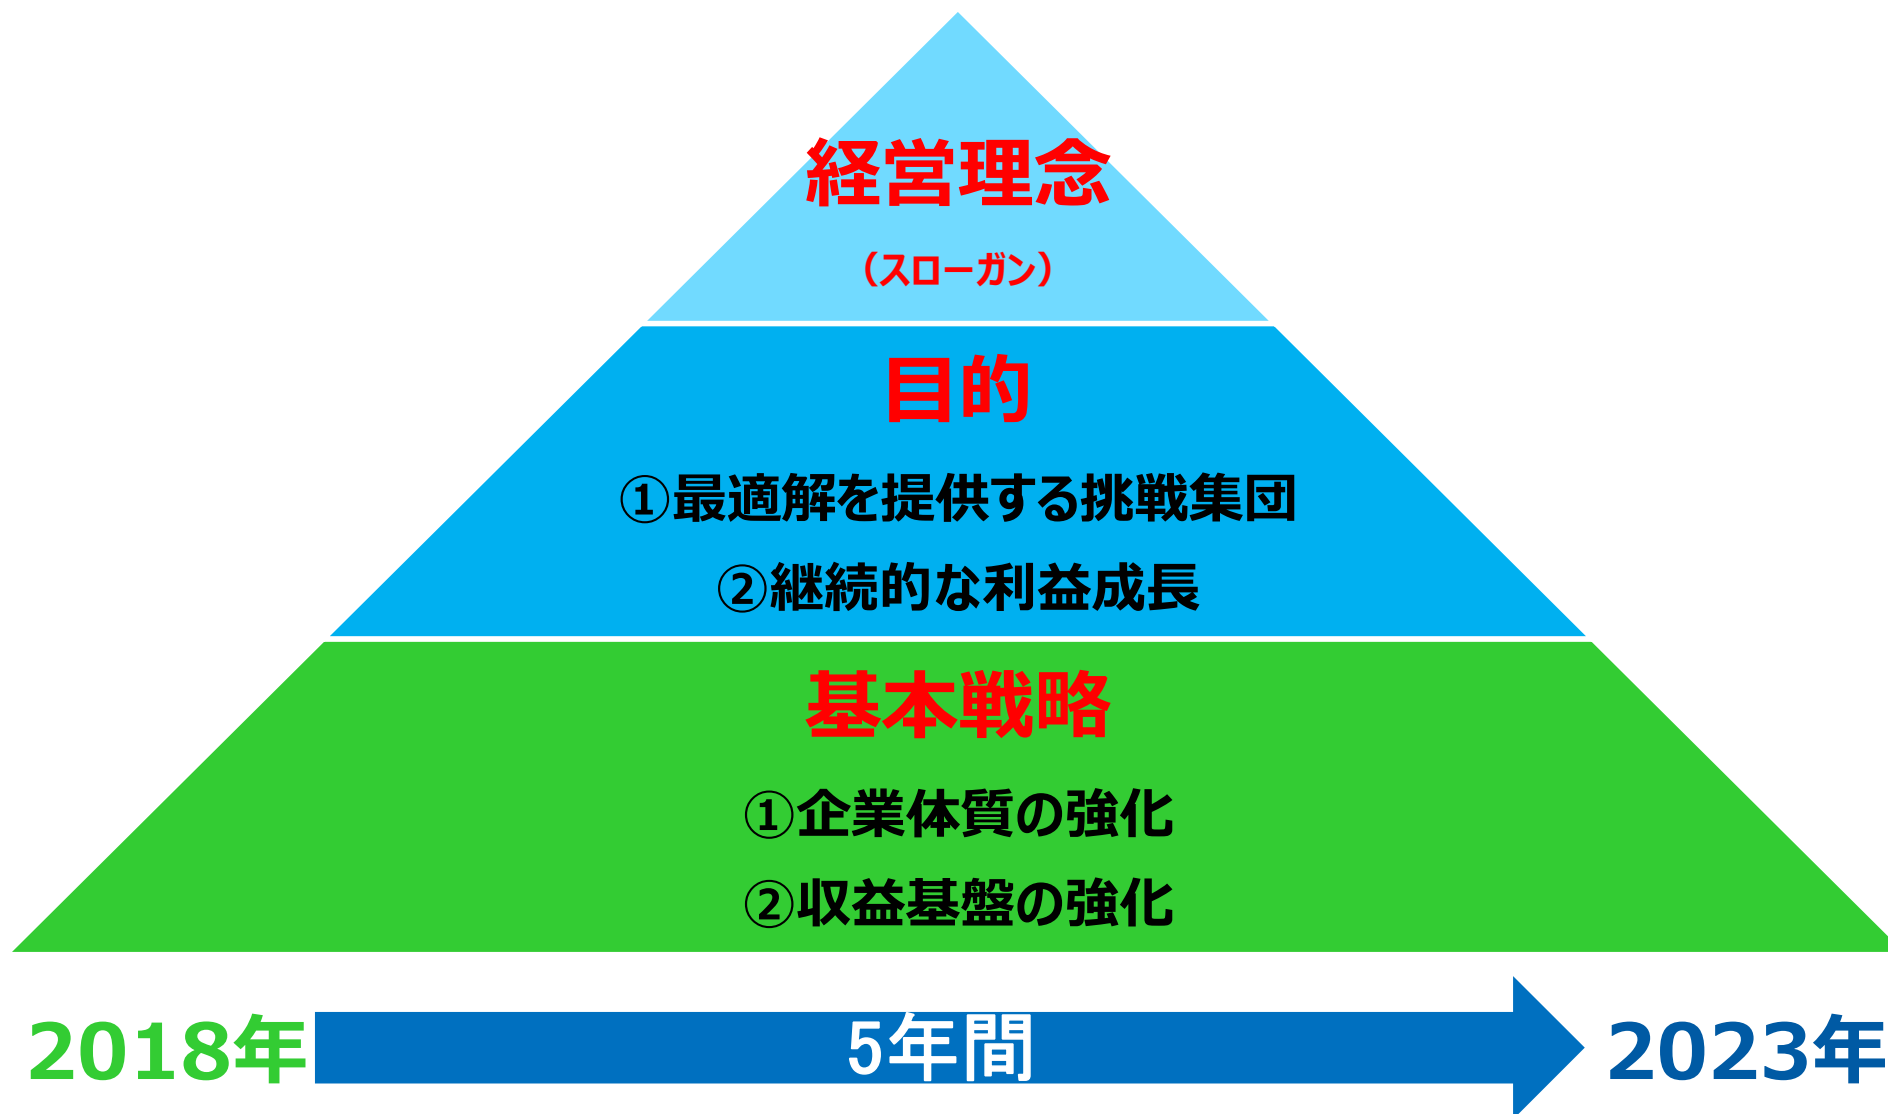 経営理念
（スローガン）
目的
①最適解を提供する挑戦集団
②継続的な利益成長
基本戦略
①企業体質の強化
②収益基盤の強化
2018年 5年間 2023年